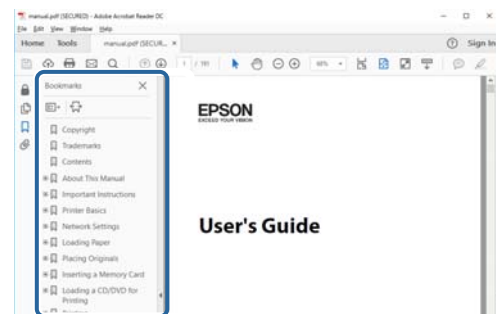 manual.pdf (SECURED) - Adobe Acrobat Reader DC
File Edit View Window Help
Home Tools manual.pdf (SECUR... × Sign In
1 / 191
Bookmarks
Copyright
Trademarks
Contents
About This Manual
Important Instructions
Printer Basics
Network Settings
Loading Paper
Placing Originals
Inserting a Memory Card
Loading a CD/DVD for
Printing
EPSON
EXCEED YOUR VISION
User's Guide